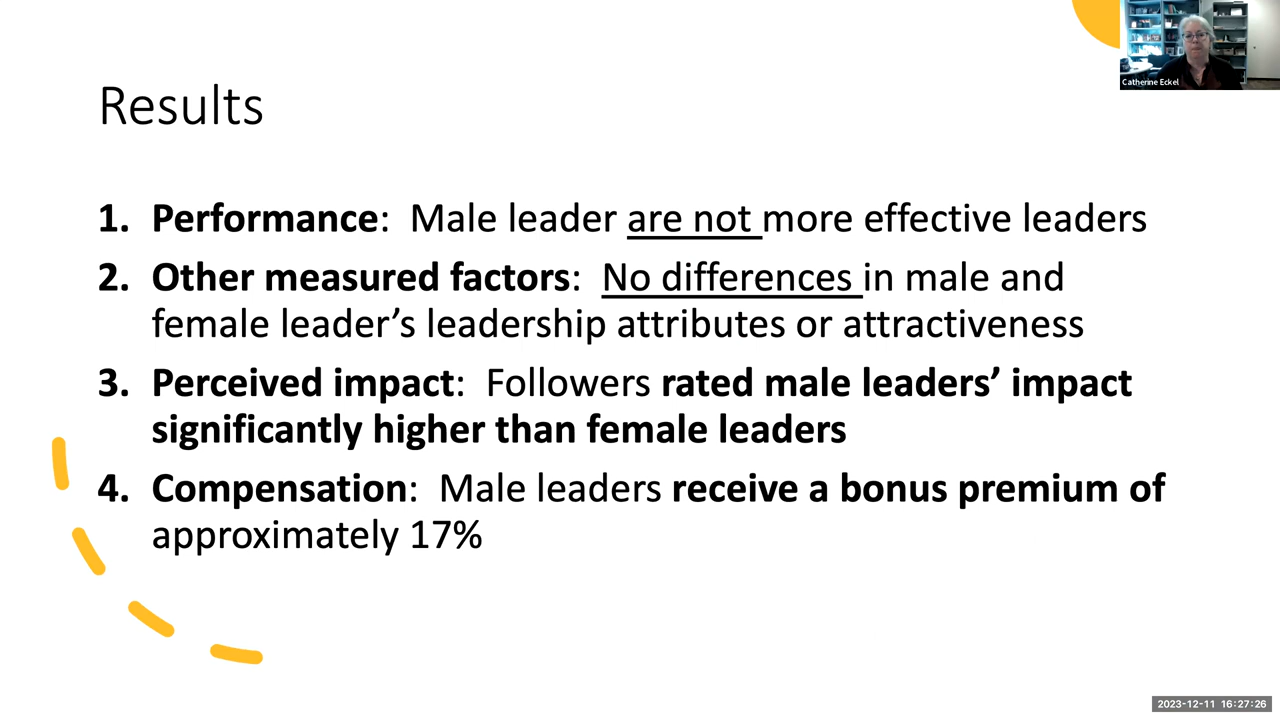 Catherine Eckel
Results
1. Performance: Male leader are not more effective leaders
2. Other measured factors: No differences in male and
female leader’s leadership attributes or attractiveness
3. Perceived impact: Followers rated male leaders’ impact
significantly higher than female leaders
4. Compensation: Male leaders receive a bonus premium of
approximately 17%
2023-12-11 16:27:26